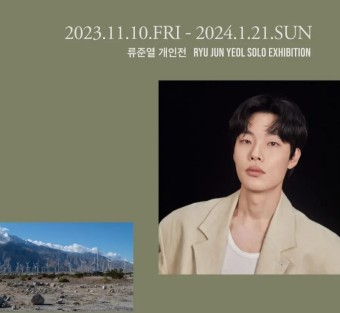 2023.11.10.FRI - 2024.1.21.SUN
류준열 개인전 RYU JUN YEOL SOLO EXHIBITION